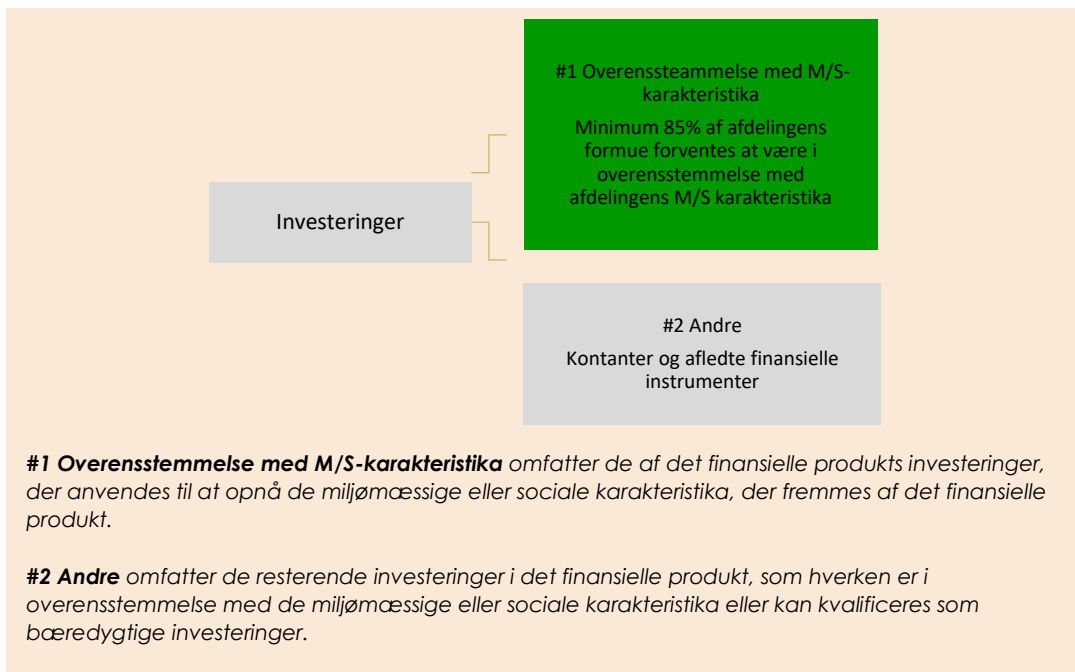 #1 Overenssteammelse med M/S-
karakteristika
Minimum 85% af afdelingens
formue forventes at være i
overensstemmelse med
afdelingens M/S karakteristika
Investeringer
#2 Andre
Kontanter og afledte finansielle
instrumenter
#1 Overensstemmelse med M/S-karakteristika omfatter de af det finansielle produkts investeringer,
der anvendes til at opnå de miljømæssige eller sociale karakteristika, der fremmes af det finansielle
produkt.
#2 Andre omfatter de resterende investeringer i det finansielle produkt, som hverken er i
overensstemmelse med de miljømæssige eller sociale karakteristika eller kan kvalificeres som
bæredygtige investeringer.